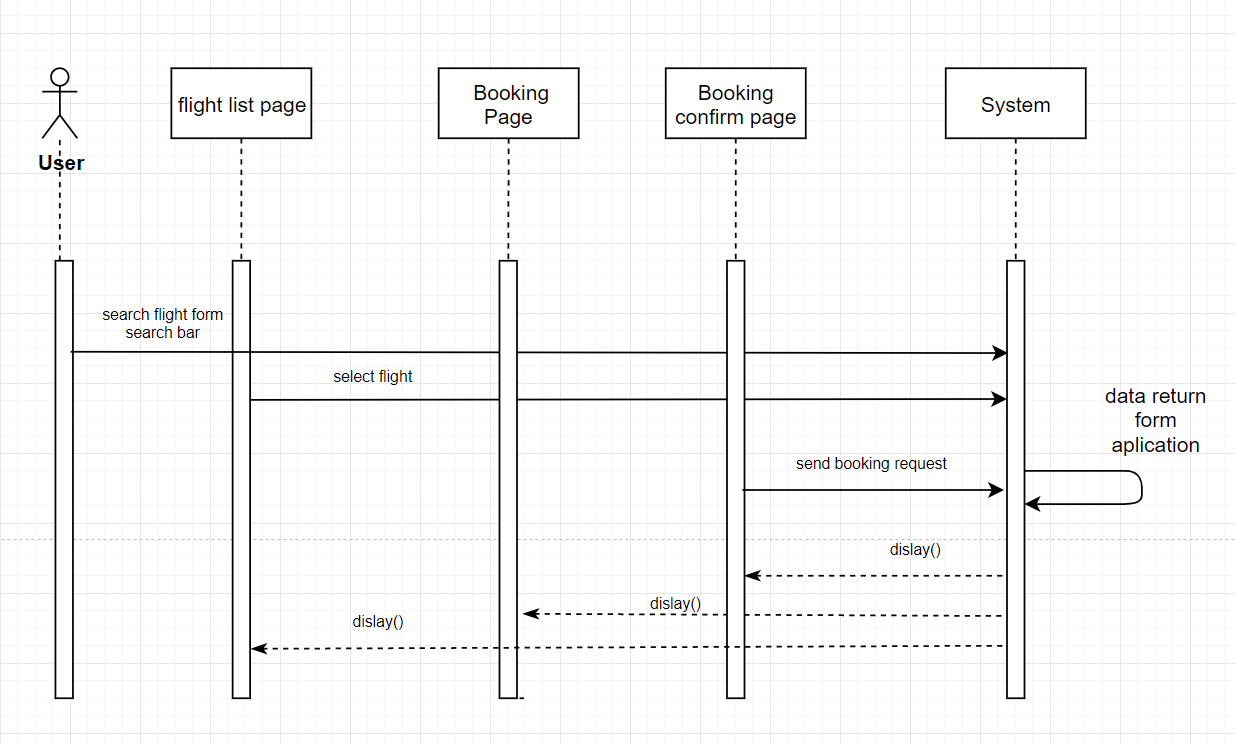 User
flight list page
Booking
Page
Booking
confirm page
System
search flight form
search bar
select flight
data return
form
aplication
send booking request
dislay()
dislay()
dislay()